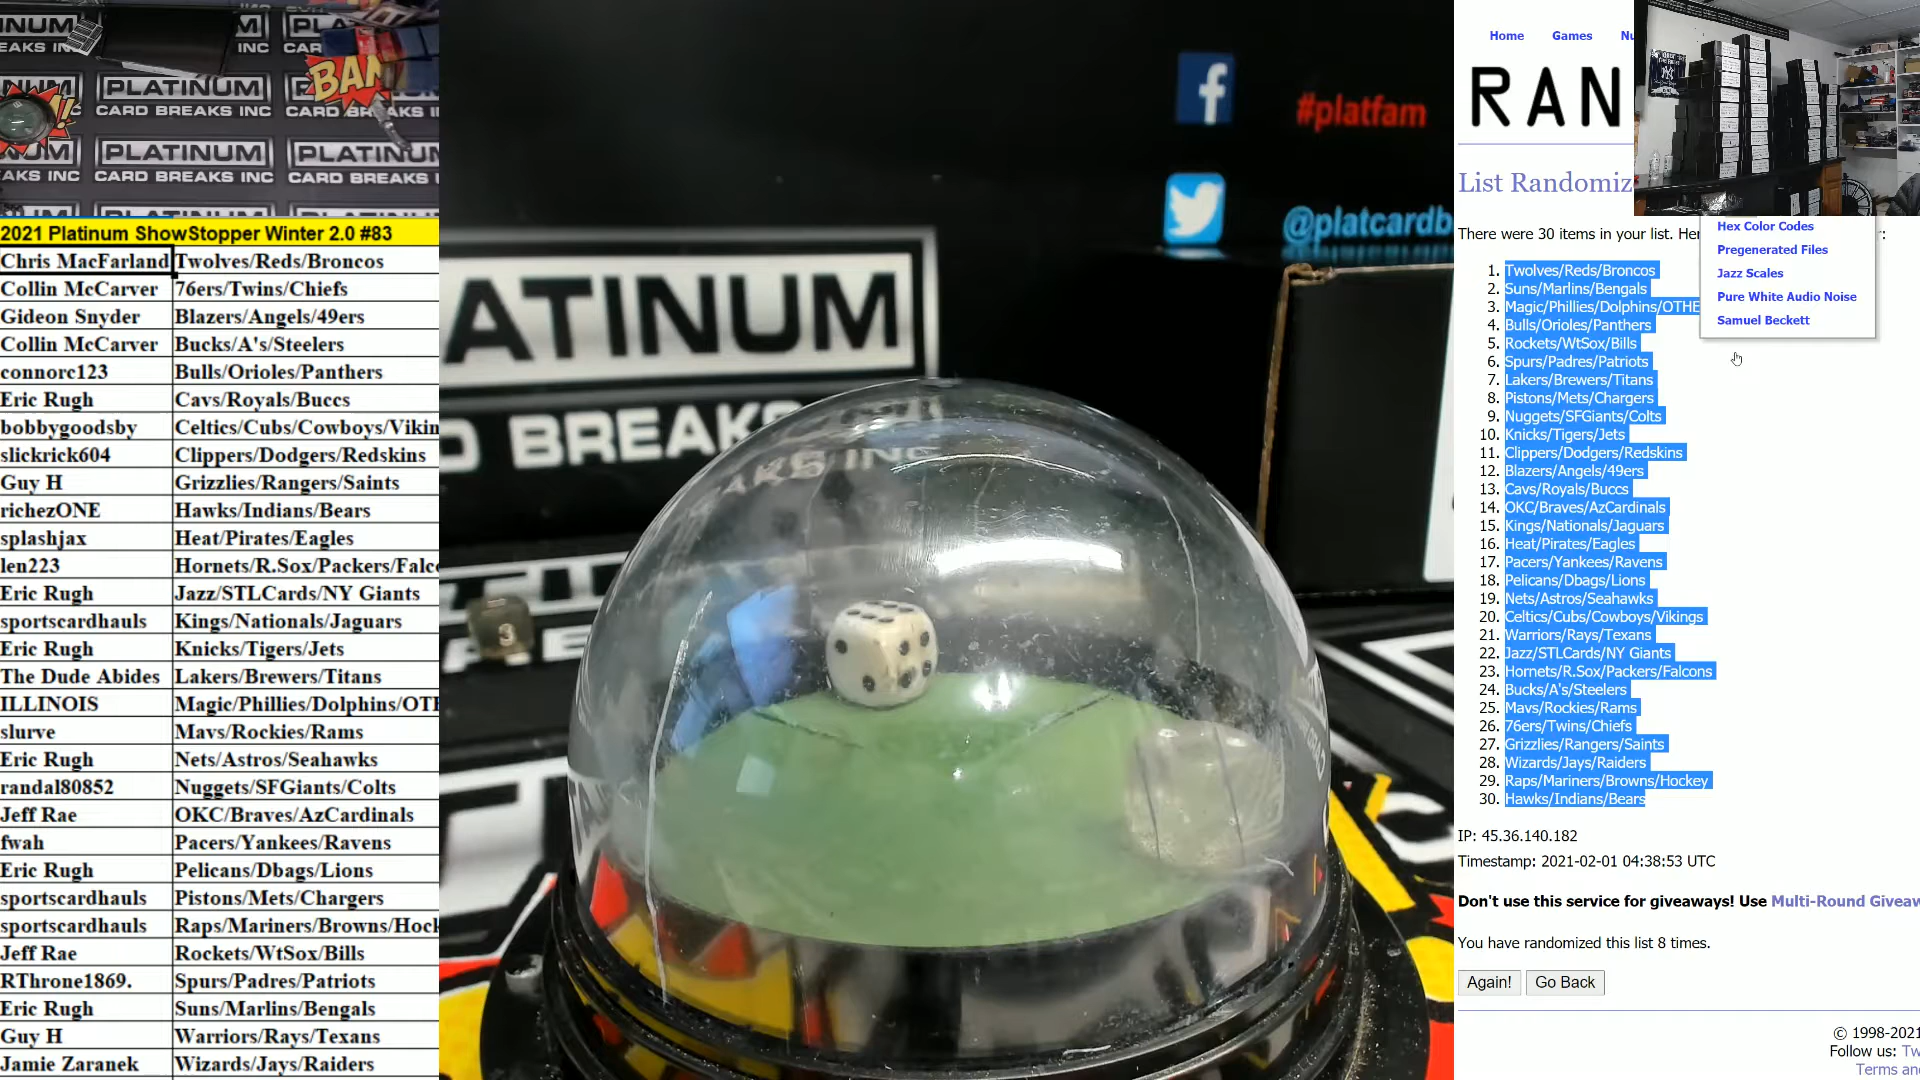 PLATINUM
CARD BREAKS INC
BAM
PLATINUM
CARD BREAKS INC
2021 Platinum ShowStopper Winter 2.0 #83
Chris MacFarland Twolves/Reds/Broncos
Collin McCarver 76ers/Twins/Chiefs
Gideon Snyder Blazers/Angels/49ers
Collin McCarver Bucks/A's/Steelers
connorc123 Bulls/Orioles/Panthers
Eric Rugh Cavs/Royals/Buccs
bobbygoodsby Celtics/Cubs/Cowboys/Vikin
slickrick604 Clippers/Dodgers/Redskins
Guy H Grizzlies/Rangers/Saints
richezONE Hawks/Indians/Bears
splashjax Heat/Pirates/Eagles
len223 Hornets/R.Sox/Packers/Falc
Eric Rugh Jazz/STLCards/NY Giants
sportscardhauls Kings/Nationals/Jaguars
Eric Rugh Knicks/Tigers/Jets
The Dude Abides Lakers/Brewers/Titans
ILLINOIS Magic/Phillies/Dolphins/OT
slurve Mavs/Rockies/Rams
Eric Rugh Nets/Astros/Seahawks
randal80852 Nuggets/SFGiants/Colts
Jeff Rae OKC/Braves/AzCardinals
fwah Pacers/Yankees/Ravens
Eric Rugh Pelicans/Dbags/Lions
sportscardhauls Pistons/Mets/Chargers
sportscardhauls Raps/Mariners/Browns/Hoc
Jeff Rae Rockets/WtSox/Bills
RThrone1869. Spurs/Padres/Patriots
Eric Rugh Suns/Marlins/Bengals
Guy H Warriors/Rays/Texans
Jamie Zaranek Wizards/Jays/Raiders
#platfam
@platcardb
ATINUM
D BREAKS
3
Home Games Nu
RAN
List Randomiz
There were 30 items in your list. Her
Hex Color Codes
Pregenerated Files
Jazz Scales
Pure White Audio Noise
Samuel Beckett
1. Twolves/Reds/Broncos
2. Suns/Marlins/Bengals
3. Magic/Phillies/Dolphins/OTHE
4. Bulls/Orioles/Panthers
5. Rockets/WtSox/Bills
6. Spurs/Padres/Patriots
7. Lakers/Brewers/Titans
8. Pistons/Mets/Chargers
9. Nuggets/SFGiants/Colts
10. Knicks/Tigers/Jets
11. Clippers/Dodgers/Redskins
12. Blazers/Angels/49ers
13. Cavs/Royals/Buccs
14. OKC/Braves/AzCardinals
15. Kings/Nationals/Jaguars
16. Heat/Pirates/Eagles
17. Pacers/Yankees/Ravens
18. Pelicans/Dbags/Lions
19. Nets/Astros/Seahawks
20. Celtics/Cubs/Cowboys/Vikings
21. Warriors/Rays/Texans
22. Jazz/STLCards/NY Giants
23. Hornets/R.Sox/Packers/Falcons
24. Bucks/A's/Steelers
25. Mavs/Rockies/Rams
26. 76ers/Twins/Chiefs
27. Grizzlies/Rangers/Saints
28. Wizards/Jays/Raiders
29. Raps/Mariners/Browns/Hockey
30. Hawks/Indians/Bears
IP: 45.36.140.182
Timestamp: 2021-02-01 04:38:53 UTC
Don't use this service for giveaways! Use Multi-Round Giveaw
You have randomized this list 8 times.
Again! Go Back
© 1998-2021
Follow us: Tw
Terms an